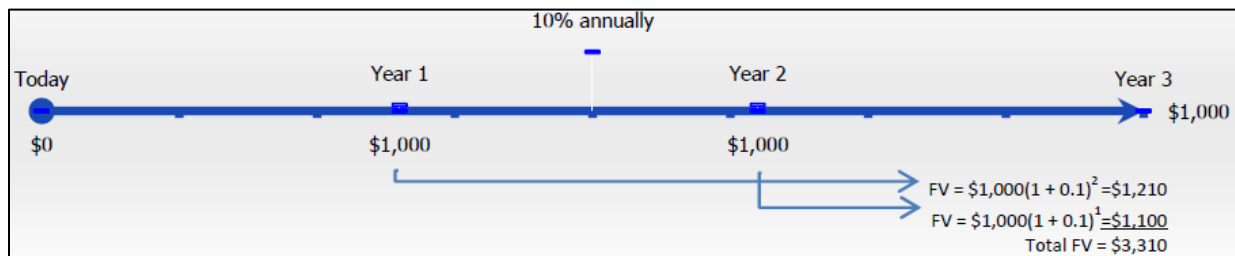 10% annually
Today Year 1 Year 2 Year 3
$1,000
$0 $1,000 $1,000
FV = $1,000(1 + 0.1)² =$1,210
FV = $1,000(1 + 0.1)¹=$1,100
Total FV = $3,310